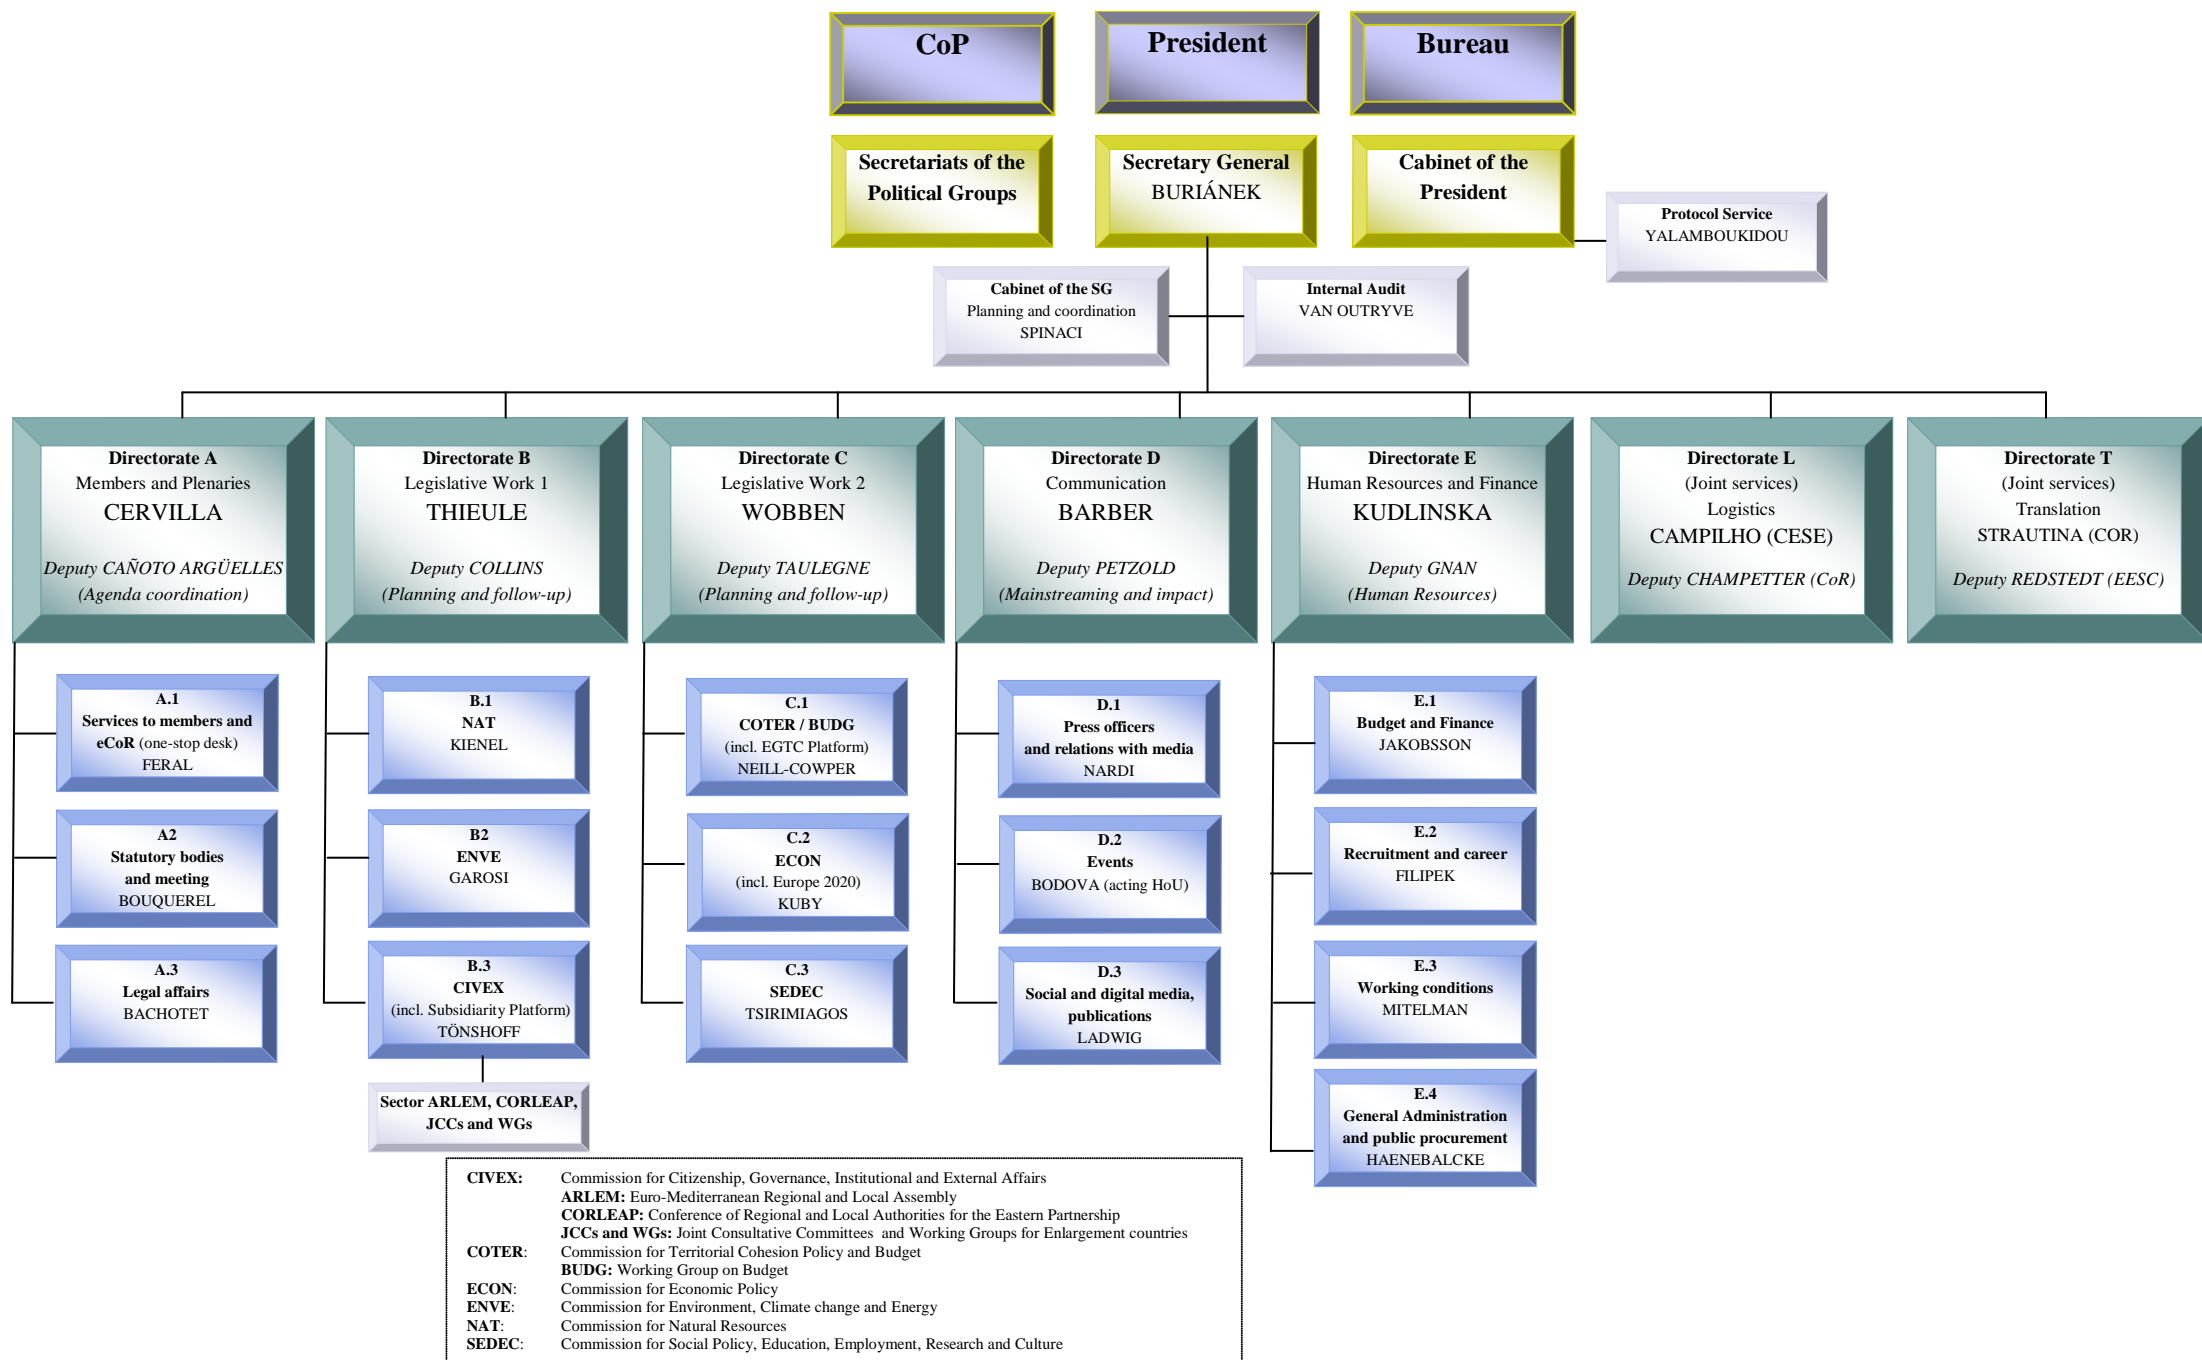 CoP
President
Bureau
Secretariats of the
Political Groups
Secretary General
BURIÁNEK
Cabinet of the
President
Protocol Service
YALAMBOUKIDOU
Cabinet of the SG
Planning and coordination
SPINACI
Internal Audit
VAN OUTRYVE
Directorate A
Members and Plenaries
CERVILLA
Deputy CAÑOTO ARGÜELLES
(Agenda coordination)
Directorate B
Legislative Work 1
THIEULE
Deputy COLLINS
(Planning and follow-up)
Directorate C
Legislative Work 2
WOBBEN
Deputy TAULEGNE
(Planning and follow-up)
Directorate D
Communication
BARBER
Deputy PETZOLD
(Mainstreaming and impact)
Directorate E
Human Resources and Finance
KUDLINSKA
Deputy GNAN
(Human Resources)
Directorate L
(Joint services)
Logistics
CAMPILHO (CESE)
Deputy CHAMPETTER (CoR)
Directorate T
(Joint services)
Translation
STRAUTINA (COR)
Deputy REDSTEDT (EESC)
A.1
Services to members and
eCoR (one-stop desk)
FERAL
A2
Statutory bodies
and meeting
BOUQUEREL
A.3
Legal affairs
BACHOTET
B.1
NAT
KIENEL
B2
ENVE
GAROSI
B.3
CIVEX
(incl. Subsidiarity Platform)
TÖNSHOFF
Sector ARLEM, CORLEAP,
JCCs and WGs
C.1
COTER / BUDG
(incl. EGTC Platform)
NEILL-COWPER
C.2
ECON
(incl. Europe 2020)
KUBY
C.3
SEDEC
TSIRIMIAGOS
D.1
Press officers
and relations with media
NARDI
D.2
Events
BODOVA (acting HoU)
D.3
Social and digital media,
publications
LADWIG
E.1
Budget and Finance
JAKOBSSON
E.2
Recruitment and career
FILIPEK
E.3
Working conditions
MITELMAN
E.4
General Administration
and public procurement
HAENEBALCKE
CIVEX: Commission for Citizenship, Governance, Institutional and External Affairs
ARLEM: Euro-Mediterranean Regional and Local Assembly
CORLEAP: Conference of Regional and Local Authorities for the Eastern Partnership
JCCs and WGs: Joint Consultative Committees and Working Groups for Enlargement countries
COTER: Commission for Territorial Cohesion Policy and Budget
BUDG: Working Group on Budget
ECON: Commission for Economic Policy
ENVE: Commission for Environment, Climate change and Energy
NAT: Commission for Natural Resources
SEDEC: Commission for Social Policy, Education, Employment, Research and Culture